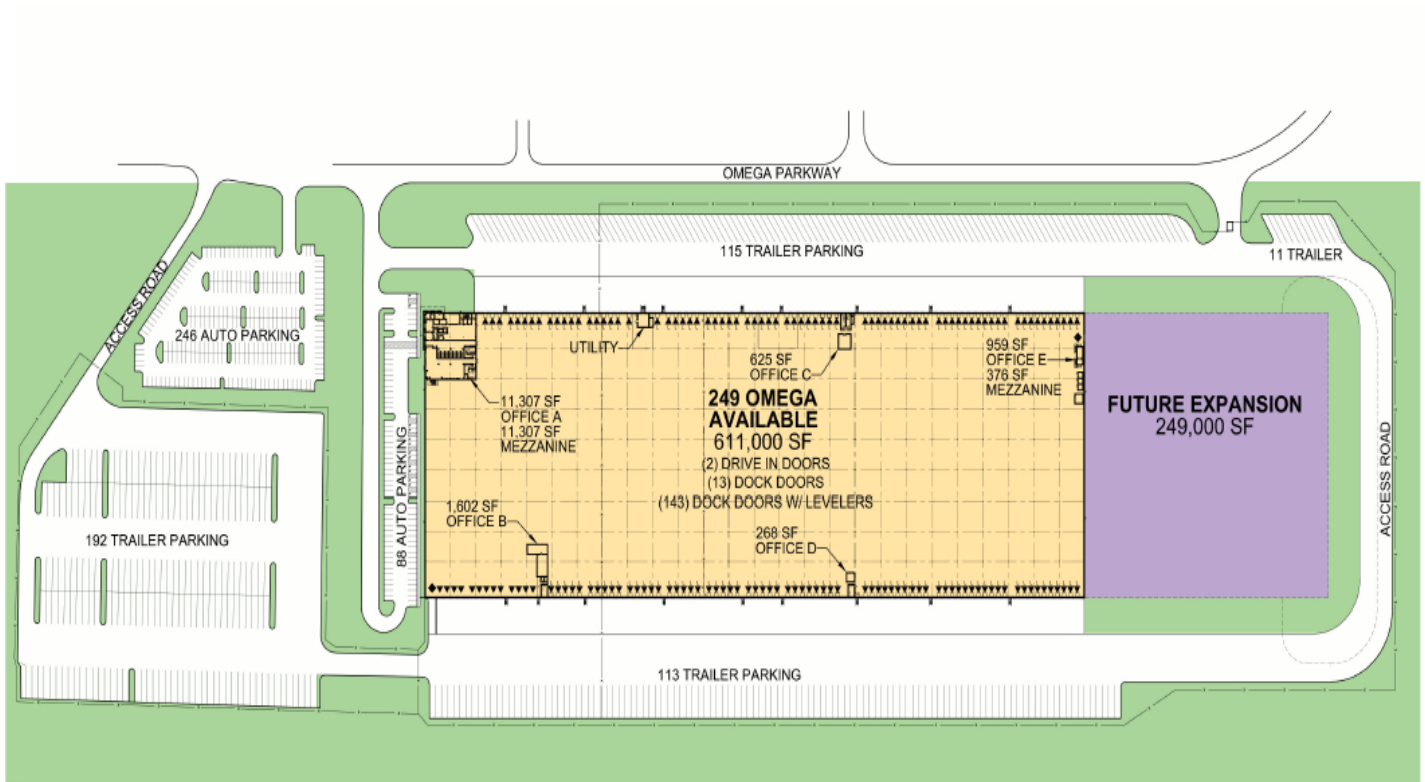 OMEGA PARKWAY
115 TRAILER PARKING
11 TRAILER
ACCESS ROAD
246 AUTO PARKING
UTILITY
625 SF
OFFICE C
959 SF
OFFICE E
376 SF
MEZZANINE
11,307 SF
OFFICE A
11,307 SF
MEZZANINE
249 OMEGA
AVAILABLE
611,000 SF
(2) DRIVE IN DOORS
(13) DOCK DOORS
(143) DOCK DOORS W/ LEVELERS
FUTURE EXPANSION
249,000 SF
ACCESS ROAD
88 AUTO PARKING
1,602 SF
OFFICE B
268 SF
OFFICE D
192 TRAILER PARKING
113 TRAILER PARKING